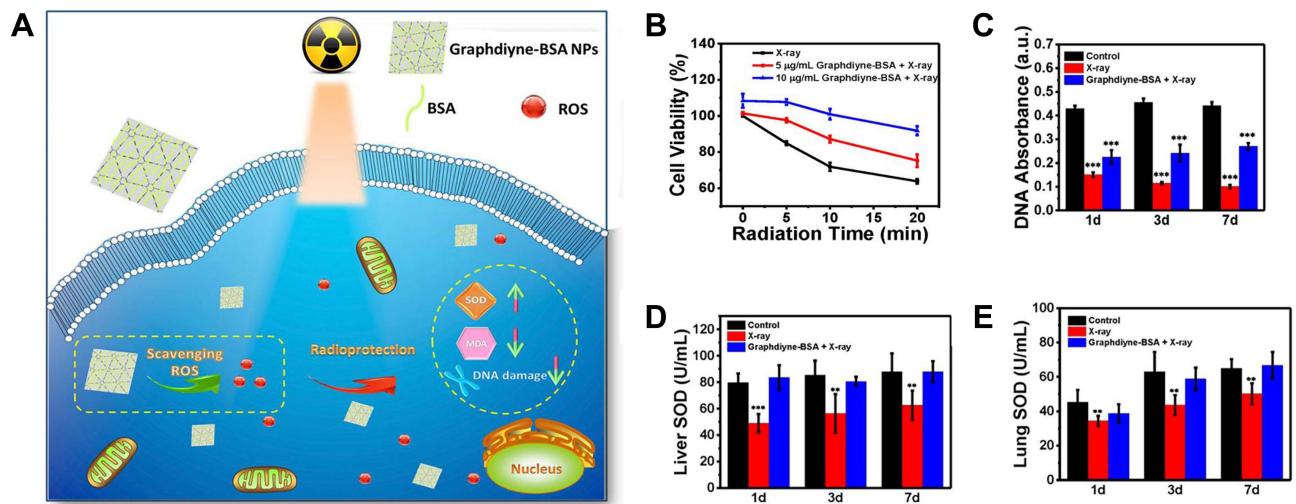 A
Graphdiyne-BSA NPs
BSA
ROS
SOD
MDA
DNA damage
Scavenging
ROS
Radioprotection
Nucleus
B
Cell Viability (%)
140
120
100
80
60
X-ray
5 μg/mL Graphdiyne-BSA + X-ray
10 μg/mL Graphdiyne-BSA + X-ray
0 5 10 15 20
Radiation Time (min)
C
DNA Absorbance (a.u.)
0.7
0.6
0.5
0.4
0.3
0.2
0.1
0.0
Control
X-ray
Graphdiyne-BSA + X-ray
*** *** *** *** *** ***
1d 3d 7d
D
Liver SOD (U/mL)
120
100
80
60
40
20
0
Control
X-ray
Graphdiyne-BSA + X-ray
*** ** **
1d 3d 7d
E
Lung SOD (U/mL)
100
80
60
40
20
0
Control
X-ray
Graphdiyne-BSA + X-ray
** ** **
1d 3d 7d